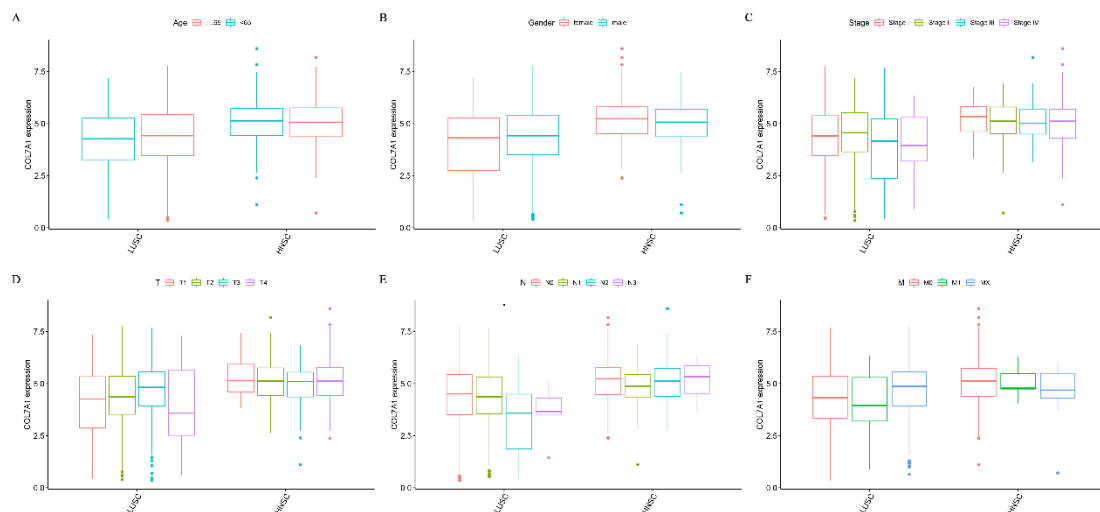 A
Age
<65
COL7A1 expression
7.5
5.0
2.5
0.0
LUSC
HNSC
B
Gender female male
COL7A1 expression
7.5
5.0
2.5
0.0
LUSC
HNSC
C
Stage Stage I Stage II Stage III Stage IV
COL7A1 expression
7.5
5.0
2.5
0.0
LUSC
HNSC
D
T T1 T2 T3 T4
COL7A1 expression
7.5
5.0
2.5
0.0
LUSC
HNSC
E
N N0 N1 N2 N3
COL7A1 expression
7.5
5.0
2.5
0.0
LUSC
HNSC
F
M M0 M1 MX
COL7A1 expression
7.5
5.0
2.5
0.0
LUSC
HNSC